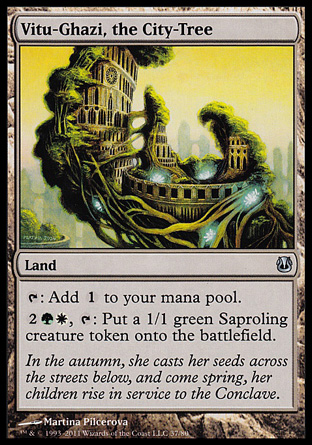 Vitu-Ghazi, the City-Tree
Land
: Add 1 to your mana pool.
2, : Put a 1/1 green Saproling
creature token onto the battlefield.
In the autumn, she casts her seeds across
the streets below, and come spring, her
children rise in service to the Conclave.
Martina Pilcerova
™ & © 1993-2011 Wizards of the Coast LLC 37/80